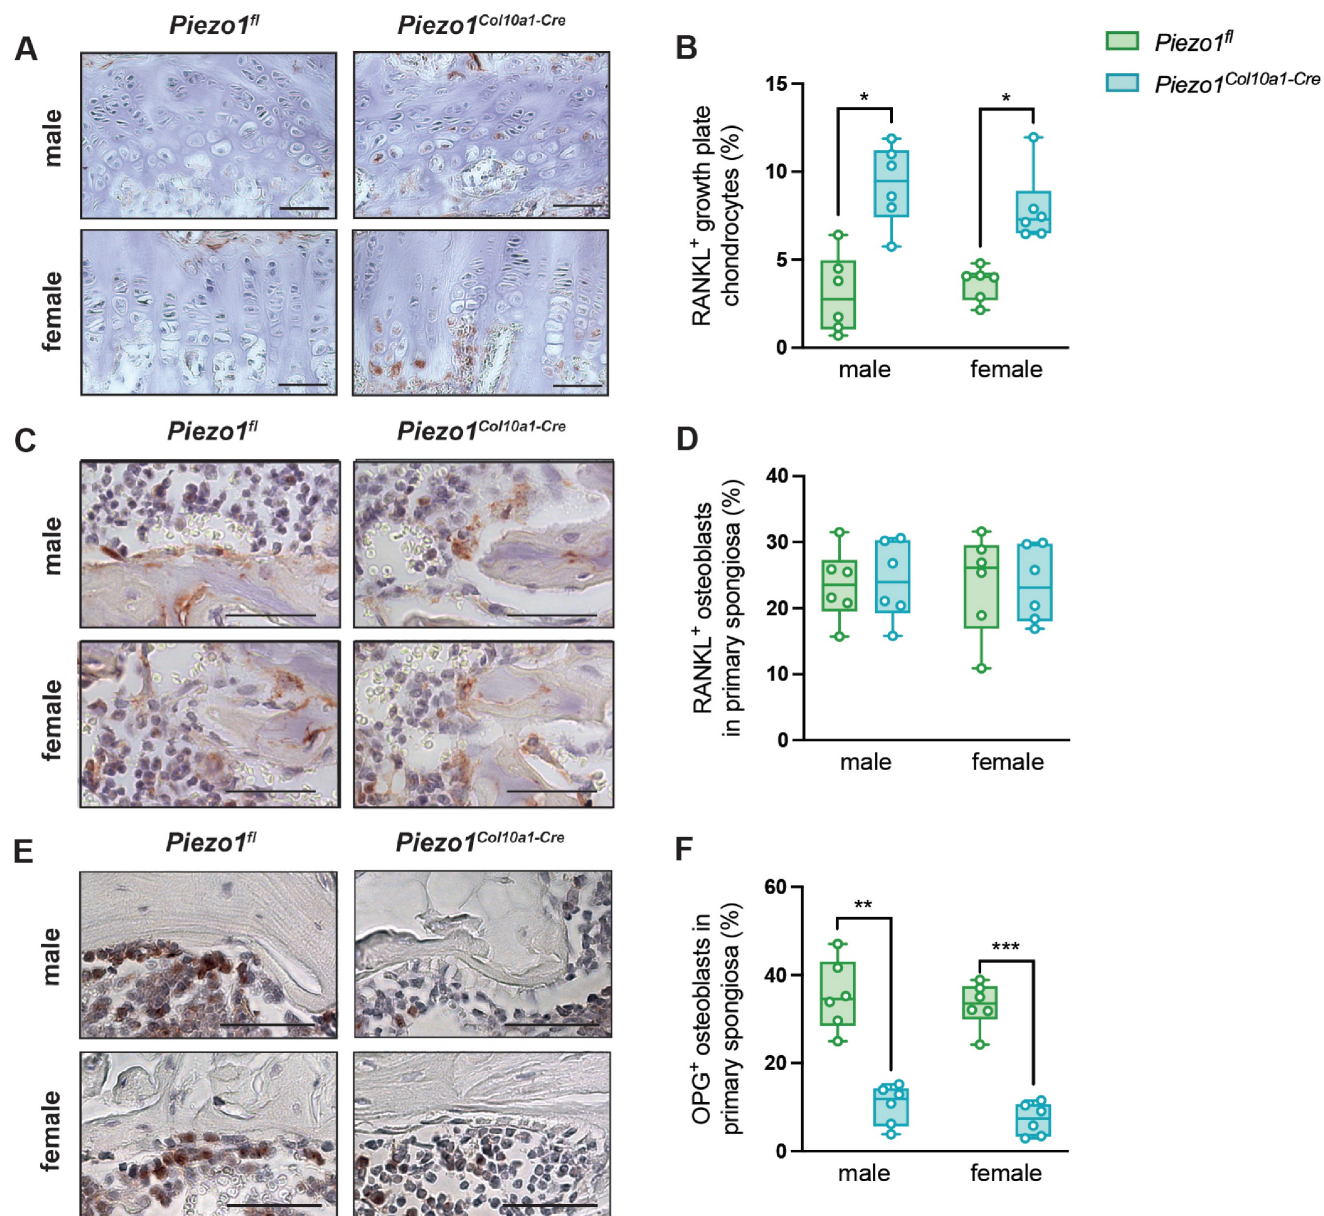 A
Piezo1fl
Piezo1Col10a1-Cre
male
female
B
Piezo1fl
Piezo1Col10a1-Cre
RANKL+ growth plate
chondrocytes (%)
15
10
5
0
*
*
male
female
C
Piezo1fl
Piezo1Col10a1-Cre
male
female
D
RANKL+ osteoblasts
in primary spongiosa (%)
40
30
20
10
0
male
female
E
Piezo1fl
Piezo1Col10a1-Cre
male
female
F
OPG+ osteoblasts in
primary spongiosa (%)
60
40
20
0
**
***
male
female